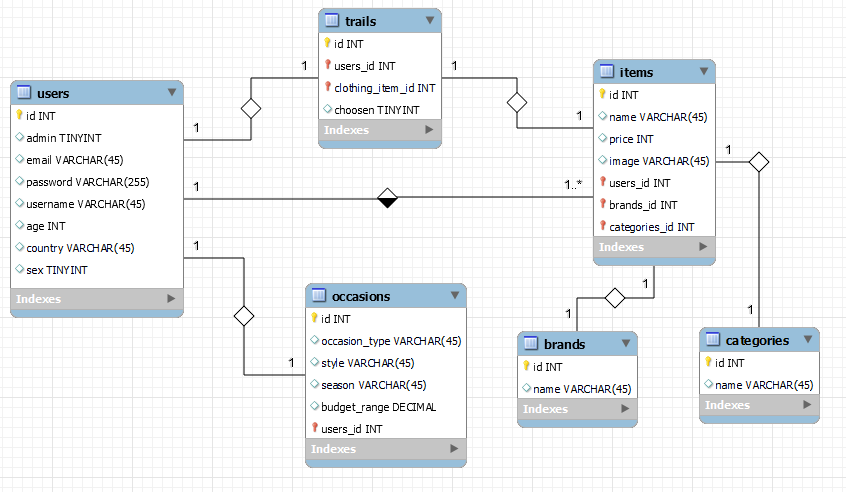 trails
id INT
users_id INT
clothing_item_id INT
choosen TINYINT
Indexes
users
id INT
admin TINYINT
email VARCHAR(45)
password VARCHAR(255)
username VARCHAR(45)
age INT
country VARCHAR(45)
sex TINYINT
Indexes
items
id INT
name VARCHAR(45)
price INT
image VARCHAR(45)
users_id INT
brands_id INT
categories_id INT
Indexes
occasions
id INT
occasion_type VARCHAR(45)
style VARCHAR(45)
season VARCHAR(45)
budget_range DECIMAL
users_id INT
Indexes
brands
id INT
name VARCHAR(45)
Indexes
categories
id INT
name VARCHAR(45)
Indexes
1
1
1
1
1
1..*
1
1
1
1
1
1